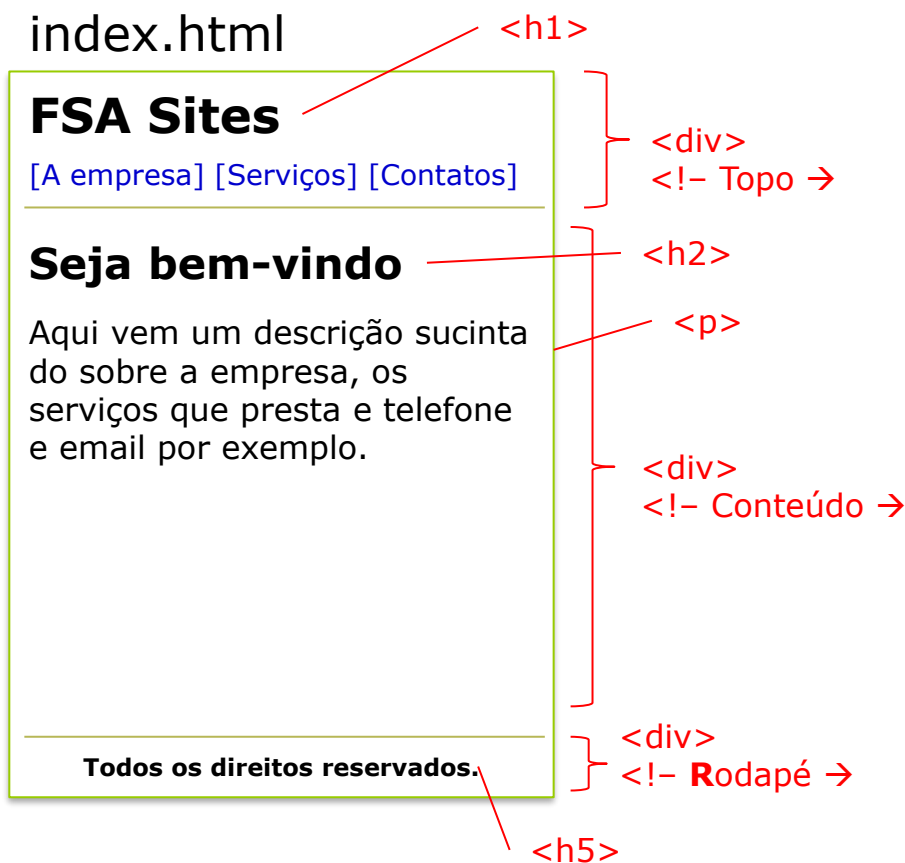 index.html
<h1>
FSA Sites
[A empresa] [Serviços] [Contatos]
<div>
<!– Topo →
Seja bem-vindo
<h2>
Aqui vem um descrição sucinta
do sobre a empresa, os
serviços que presta e telefone
e email por exemplo.
<p>
<div>
<!– Conteúdo →
Todos os direitos reservados.
<div>
<!– Rodapé →
<h5>